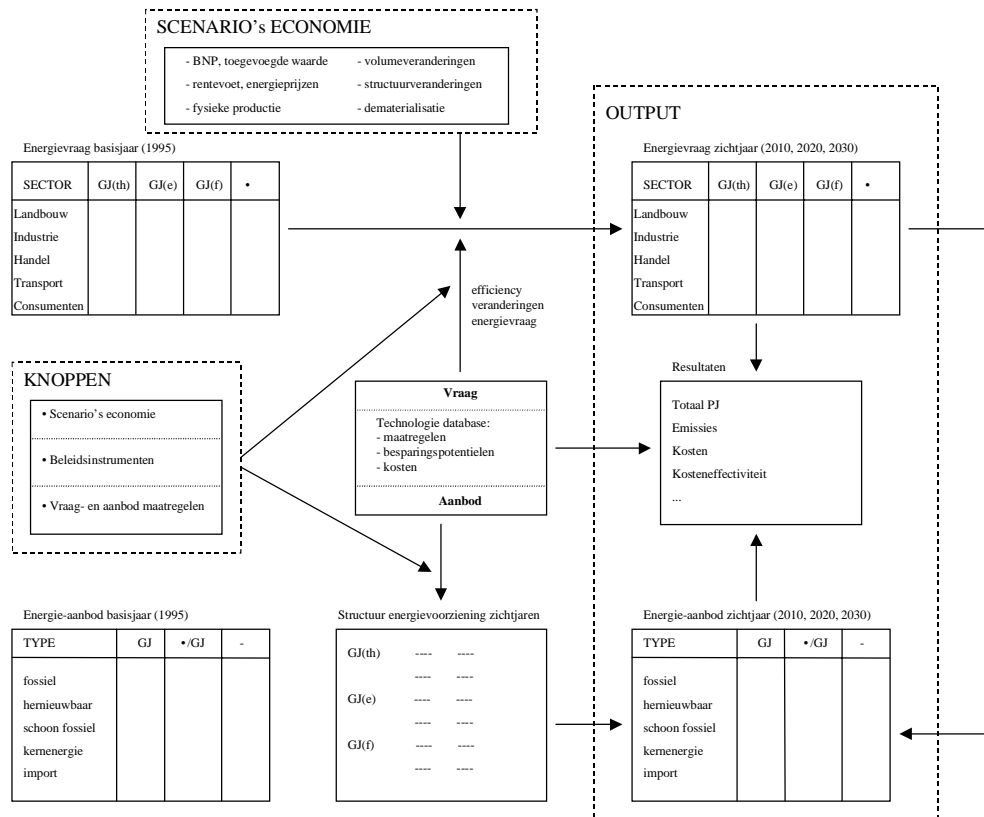 SCENARIO's ECONOMIE
- BNP, toegevoegde waarde - volumeveranderingen
- rentevoet, energieprijzen - structuurveranderingen
- fysieke productie - dematerialisatie
OUTPUT
Energievraag basisjaar (1995)
SECTOR GJ(th) GJ(e) GJ(f) •
Landbouw
Industrie
Handel
Transport
Consumenten
Energievraag zichtjaar (2010, 2020, 2030)
SECTOR GJ(th) GJ(e) GJ(f) •
Landbouw
Industrie
Handel
Transport
Consumenten
efficiency
veranderingen
energievraag
KNOPPEN
• Scenario's economie
• Beleidsinstrumenten
• Vraag- en aanbod maatregelen
Vraag
Technologie database:
- maatregelen
- besparingspotentielen
- kosten
Aanbod
Resultaten
Totaal PJ
Emissies
Kosten
Kosteneffectiviteit
...
Energie-aanbod basisjaar (1995)
TYPE GJ •/GJ -
fossiel
hernieuwbaar
schoon fossiel
kernenergie
import
Structuur energievoorziening zichtjaren
GJ(th) ---- ----
---- ----
GJ(e) ---- ----
---- ----
GJ(f) ---- ----
---- ----
Energie-aanbod zichtjaar (2010, 2020, 2030)
TYPE GJ •/GJ -
fossiel
hernieuwbaar
schoon fossiel
kernenergie
import